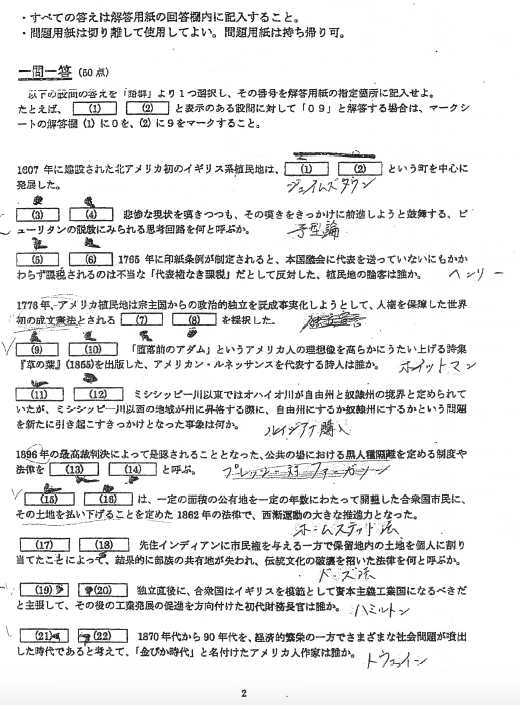 ・すべての答えは解答用紙の回答欄内に記入すること。
・問題用紙は切り離して使用してよい。問題用紙は持ち帰り可。
一問一答（50 点）
以下の設問の答えを「語群」より１つ選択し、その番号を解答用紙の指定箇所に記入せよ。
たとえば、 (1) (2) と表示のある設問に対して「０９」と解答する場合は、マークシ
ートの解答欄 (1) に０を、(2) に９をマークすること。
1607 年に建設された北アメリカ初のイギリス系植民地は、 (1) (2) という町を中心に
発展した。
ジェイムズタウン
(3) (4) 悲惨な現状を嘆きつつも、その嘆きをきっかけに前進しようと鼓舞する、ピ
ューリタンの説教にみられる思考回路を何と呼ぶか。
予型論
(5) (6) 1765 年に印紙条例が制定されると、本国議会に代表を送っていないにもかか
わらず課税されるのは不当な「代表権なき課税」だとして反対した、植民地の論客は誰か。
ヘンリー
1776 年、アメリカ植民地は宗主国からの政治的独立を既成事実化しようとして、人権を保障した世界
初の成文憲法とされる (7) (8) を採択した。
(9) (10) 「堕落前のアダム」というアメリカ人の理想像を高らかにうたい上げる詩集
『草の葉』(1855)を出版した、アメリカン・ルネッサンスを代表する詩人は誰か。
ホイットマン
(11) (12) ミシシッピー川以東ではオハイオ川が自由州と奴隷州の境界と定められて
いたが、ミシシッピー川以西の地域が州に昇格する際に、自由州にするか奴隷州にするかという問題
を新たに引き起こすきっかけとなった事象は何か。
ルイジアナ購入
1896 年の最高裁判決によって是認されることとなった、公共の場における黒人種隔離を定める制度や
法律を (13) (14) と呼ぶ。
プレッシー対ファーガソン
(15) (16) は、一定の面積の公有地を一定の年数にわたって開墾した合衆国市民に、
その土地を払い下げることを定めた 1862 年の法律で、西漸運動の大きな推進力となった。
ホームステッド法
(17) (18) 先住インディアンに市民権を与える一方で保留地内の土地を個人に割り
当てたことによって、結果的に部族の共有地が失われ、伝統文化の破壊を招いた法律を何と呼ぶか。
ドーズ法
(19) (20) 独立直後に、合衆国はイギリスを模範として資本主義工業国になるべきだ
と主張して、その後の工業発展の促進を方向付けた初代財務長官は誰か。
ハミルトン
(21) (22) 1870 年代から 90 年代を、経済的繁栄の一方でさまざまな社会問題が噴出
した時代であると考えて、「金ぴか時代」と名付けたアメリカ人作家は誰か。
トウェイン
2